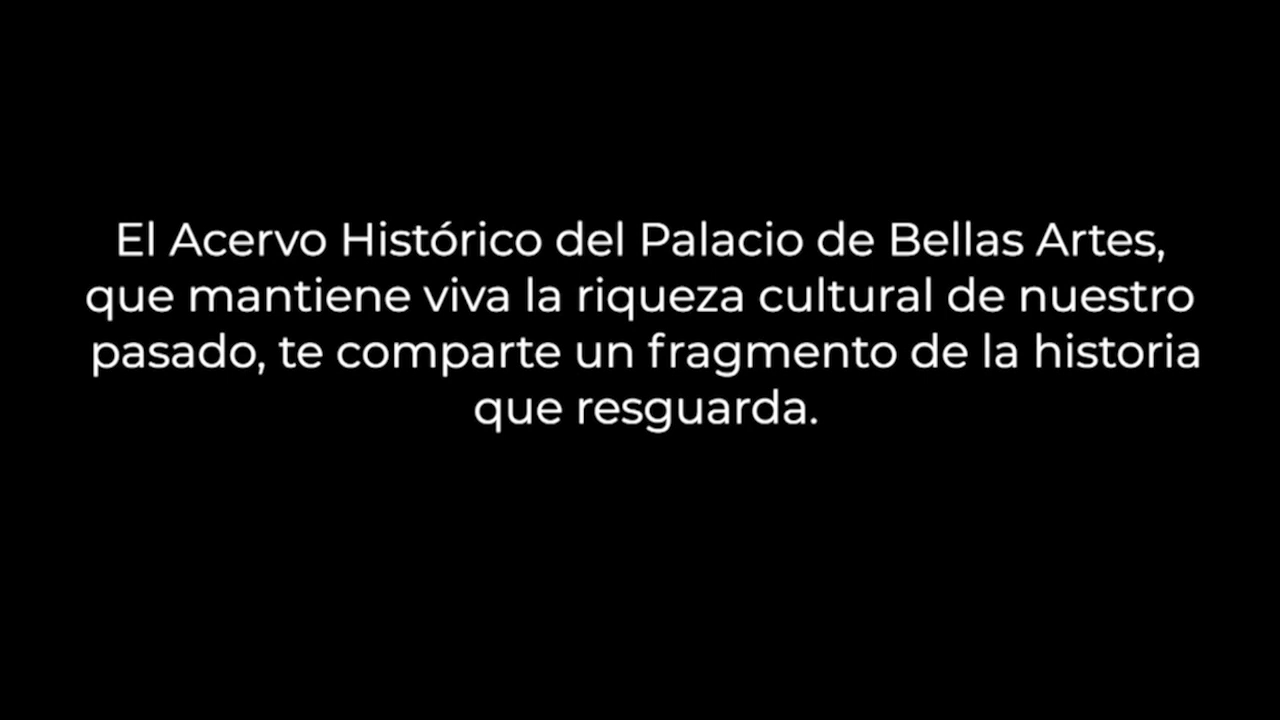 El Acervo Histórico del Palacio de Bellas Artes,
que mantiene viva la riqueza cultural de nuestro
pasado, te comparte un fragmento de la historia
que resguarda.